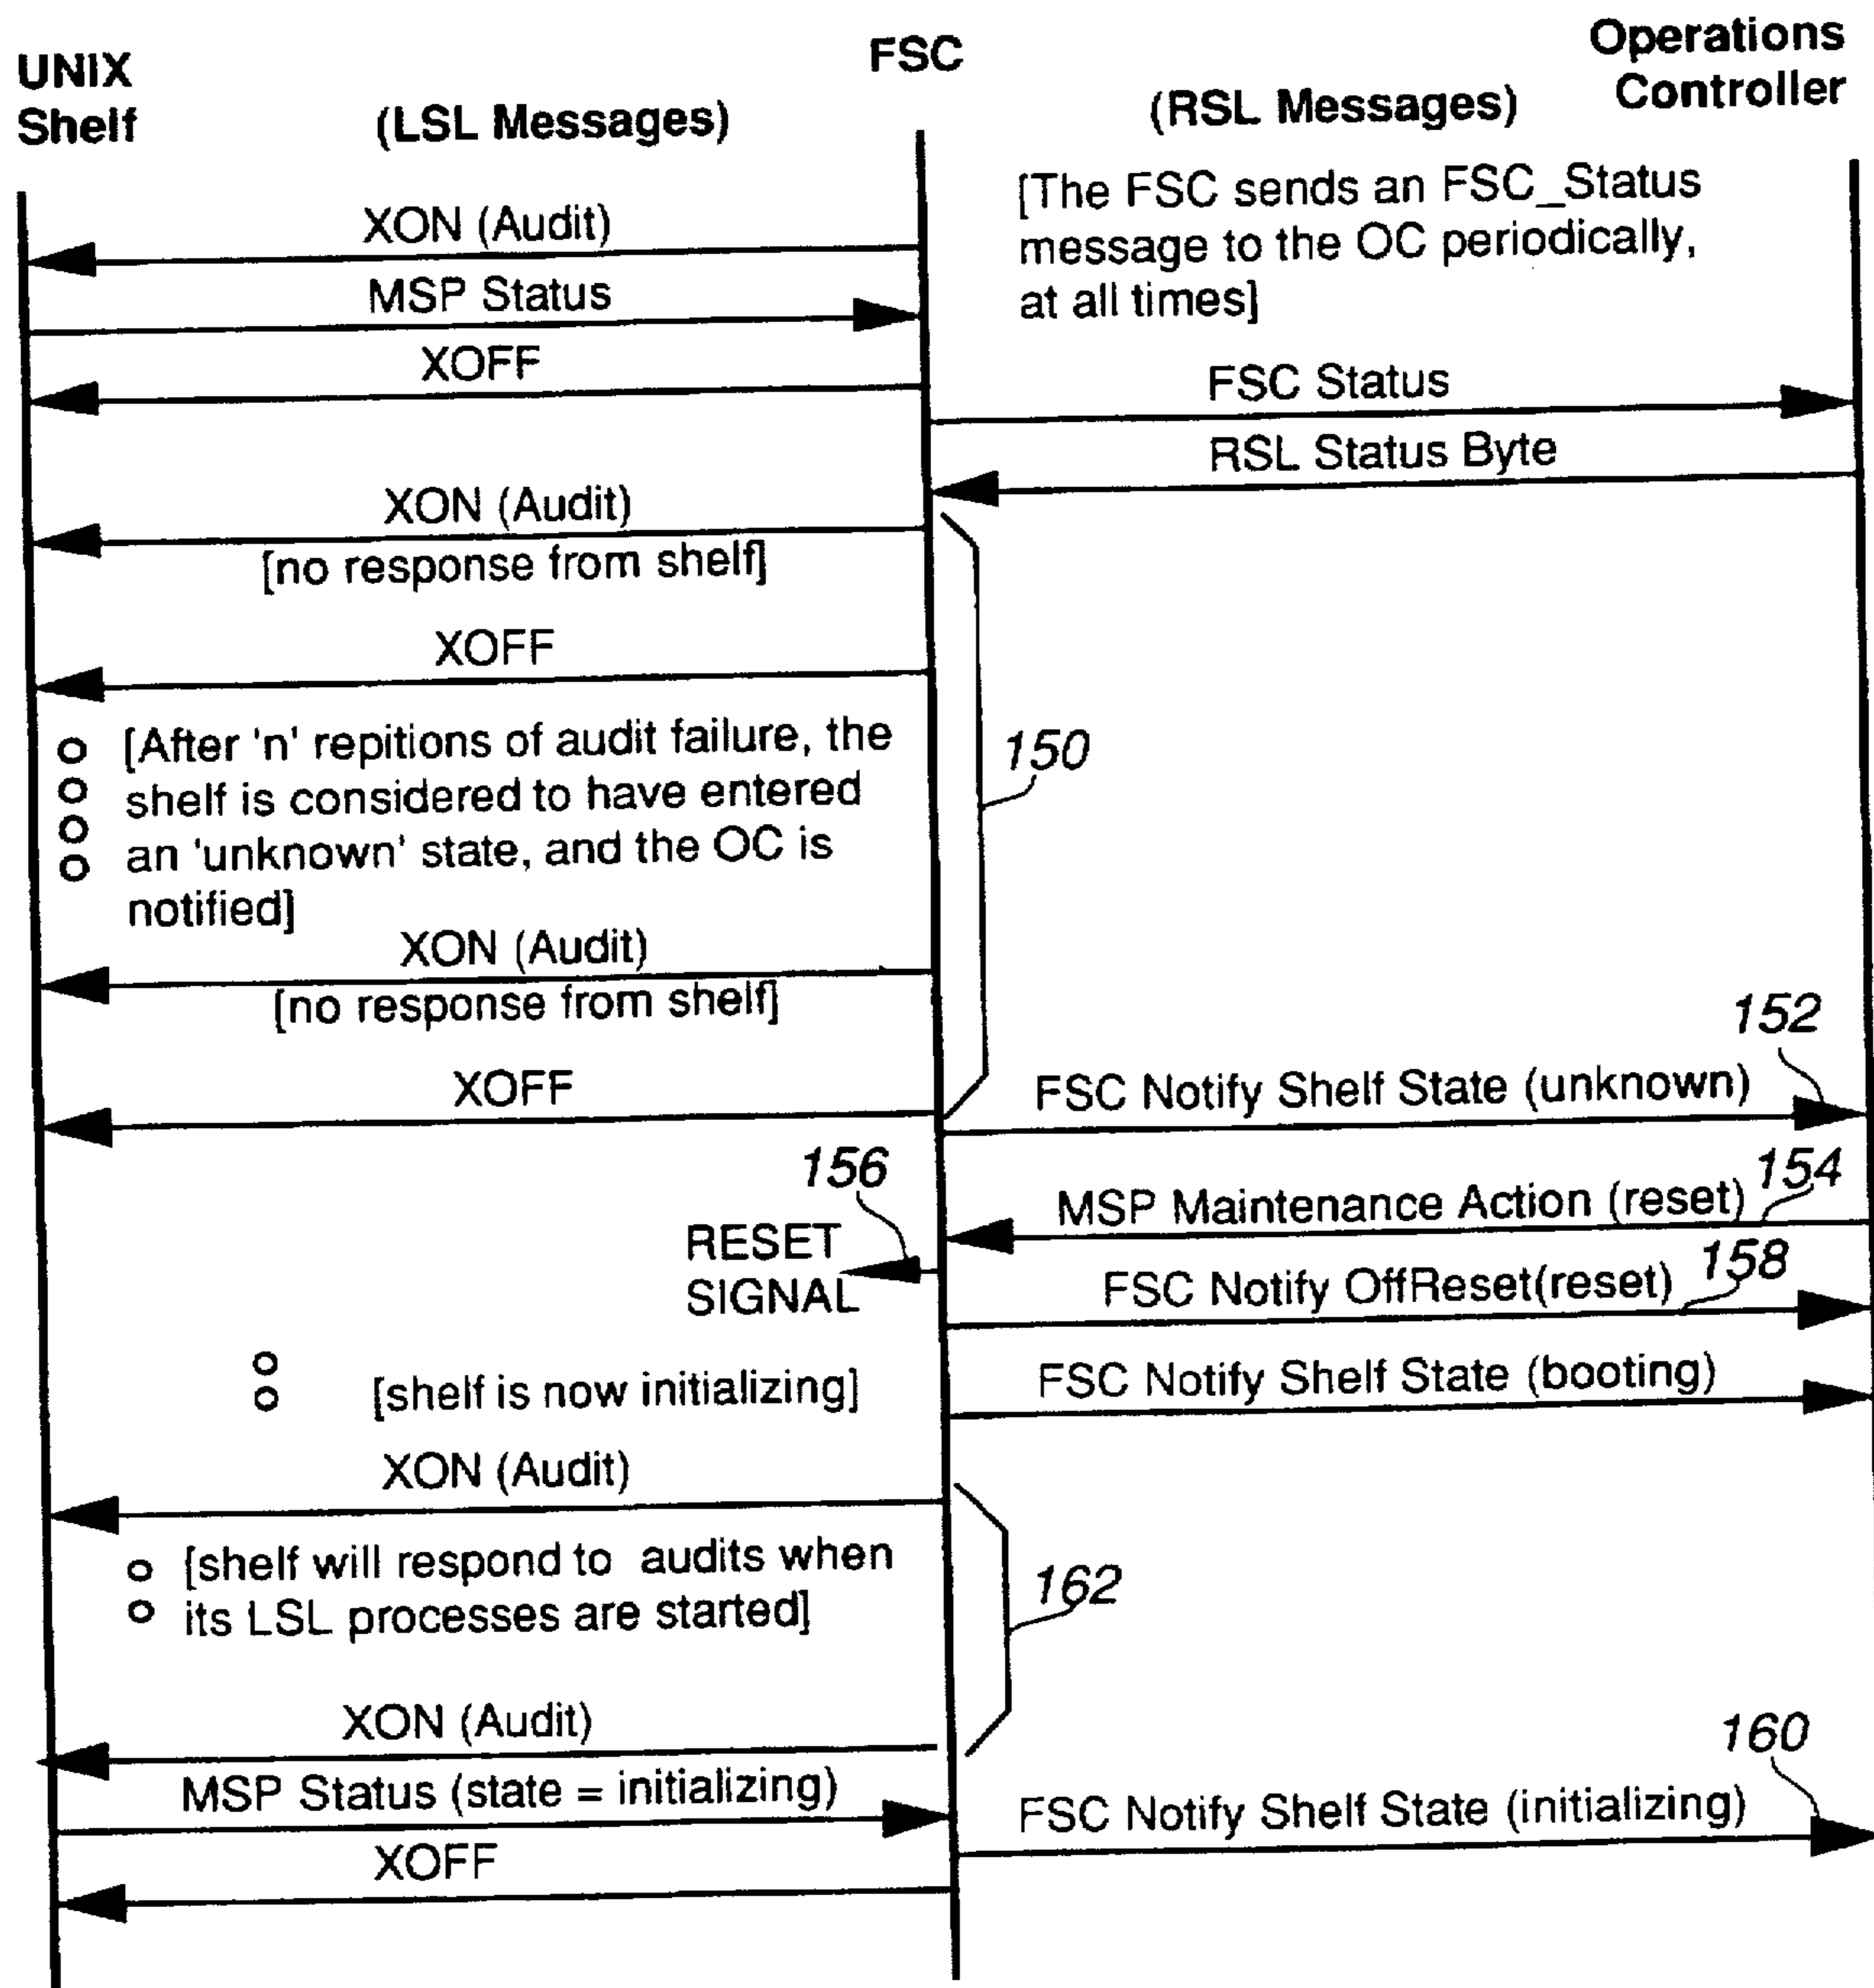 UNIX
Shelf
(LSL Messages)
FSC
(RSL Messages)
Operations
Controller
[The FSC sends an FSC_Status
message to the OC periodically,
at all times]
XON (Audit)
MSP Status
XOFF
FSC Status
RSL Status Byte
XON (Audit)
[no response from shelf]
XOFF
[After 'n' repitions of audit failure, the
shelf is considered to have entered
an 'unknown' state, and the OC is
notified]
150
XON (Audit)
[no response from shelf]
152
XOFF
FSC Notify Shelf State (unknown)
156
154
MSP Maintenance Action (reset)
RESET
SIGNAL
158
FSC Notify OffReset(reset)
[shelf is now initializing]
FSC Notify Shelf State (booting)
XON (Audit)
[shelf will respond to audits when
its LSL processes are started]
162
XON (Audit)
160
MSP Status (state = initializing)
FSC Notify Shelf State (initializing)
XOFF